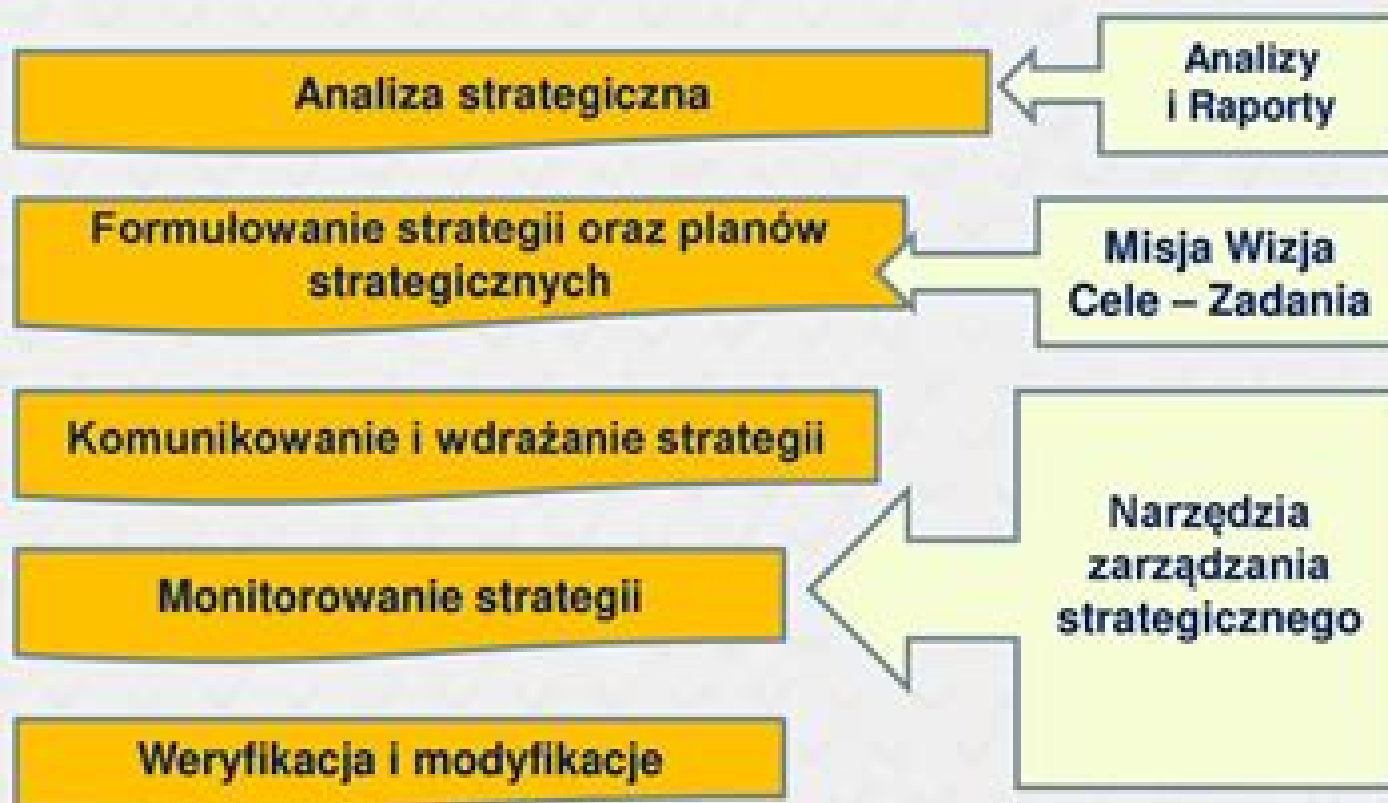 Analiza strategiczna
Analizy
i Raporty
Formułowanie strategii oraz planów
strategicznych
Misja Wizja
Cele – Zadania
Komunikowanie i wdrażanie strategii
Monitorowanie strategii
Narzędzia
zarządzania
strategicznego
Weryfikacja i modyfikacje